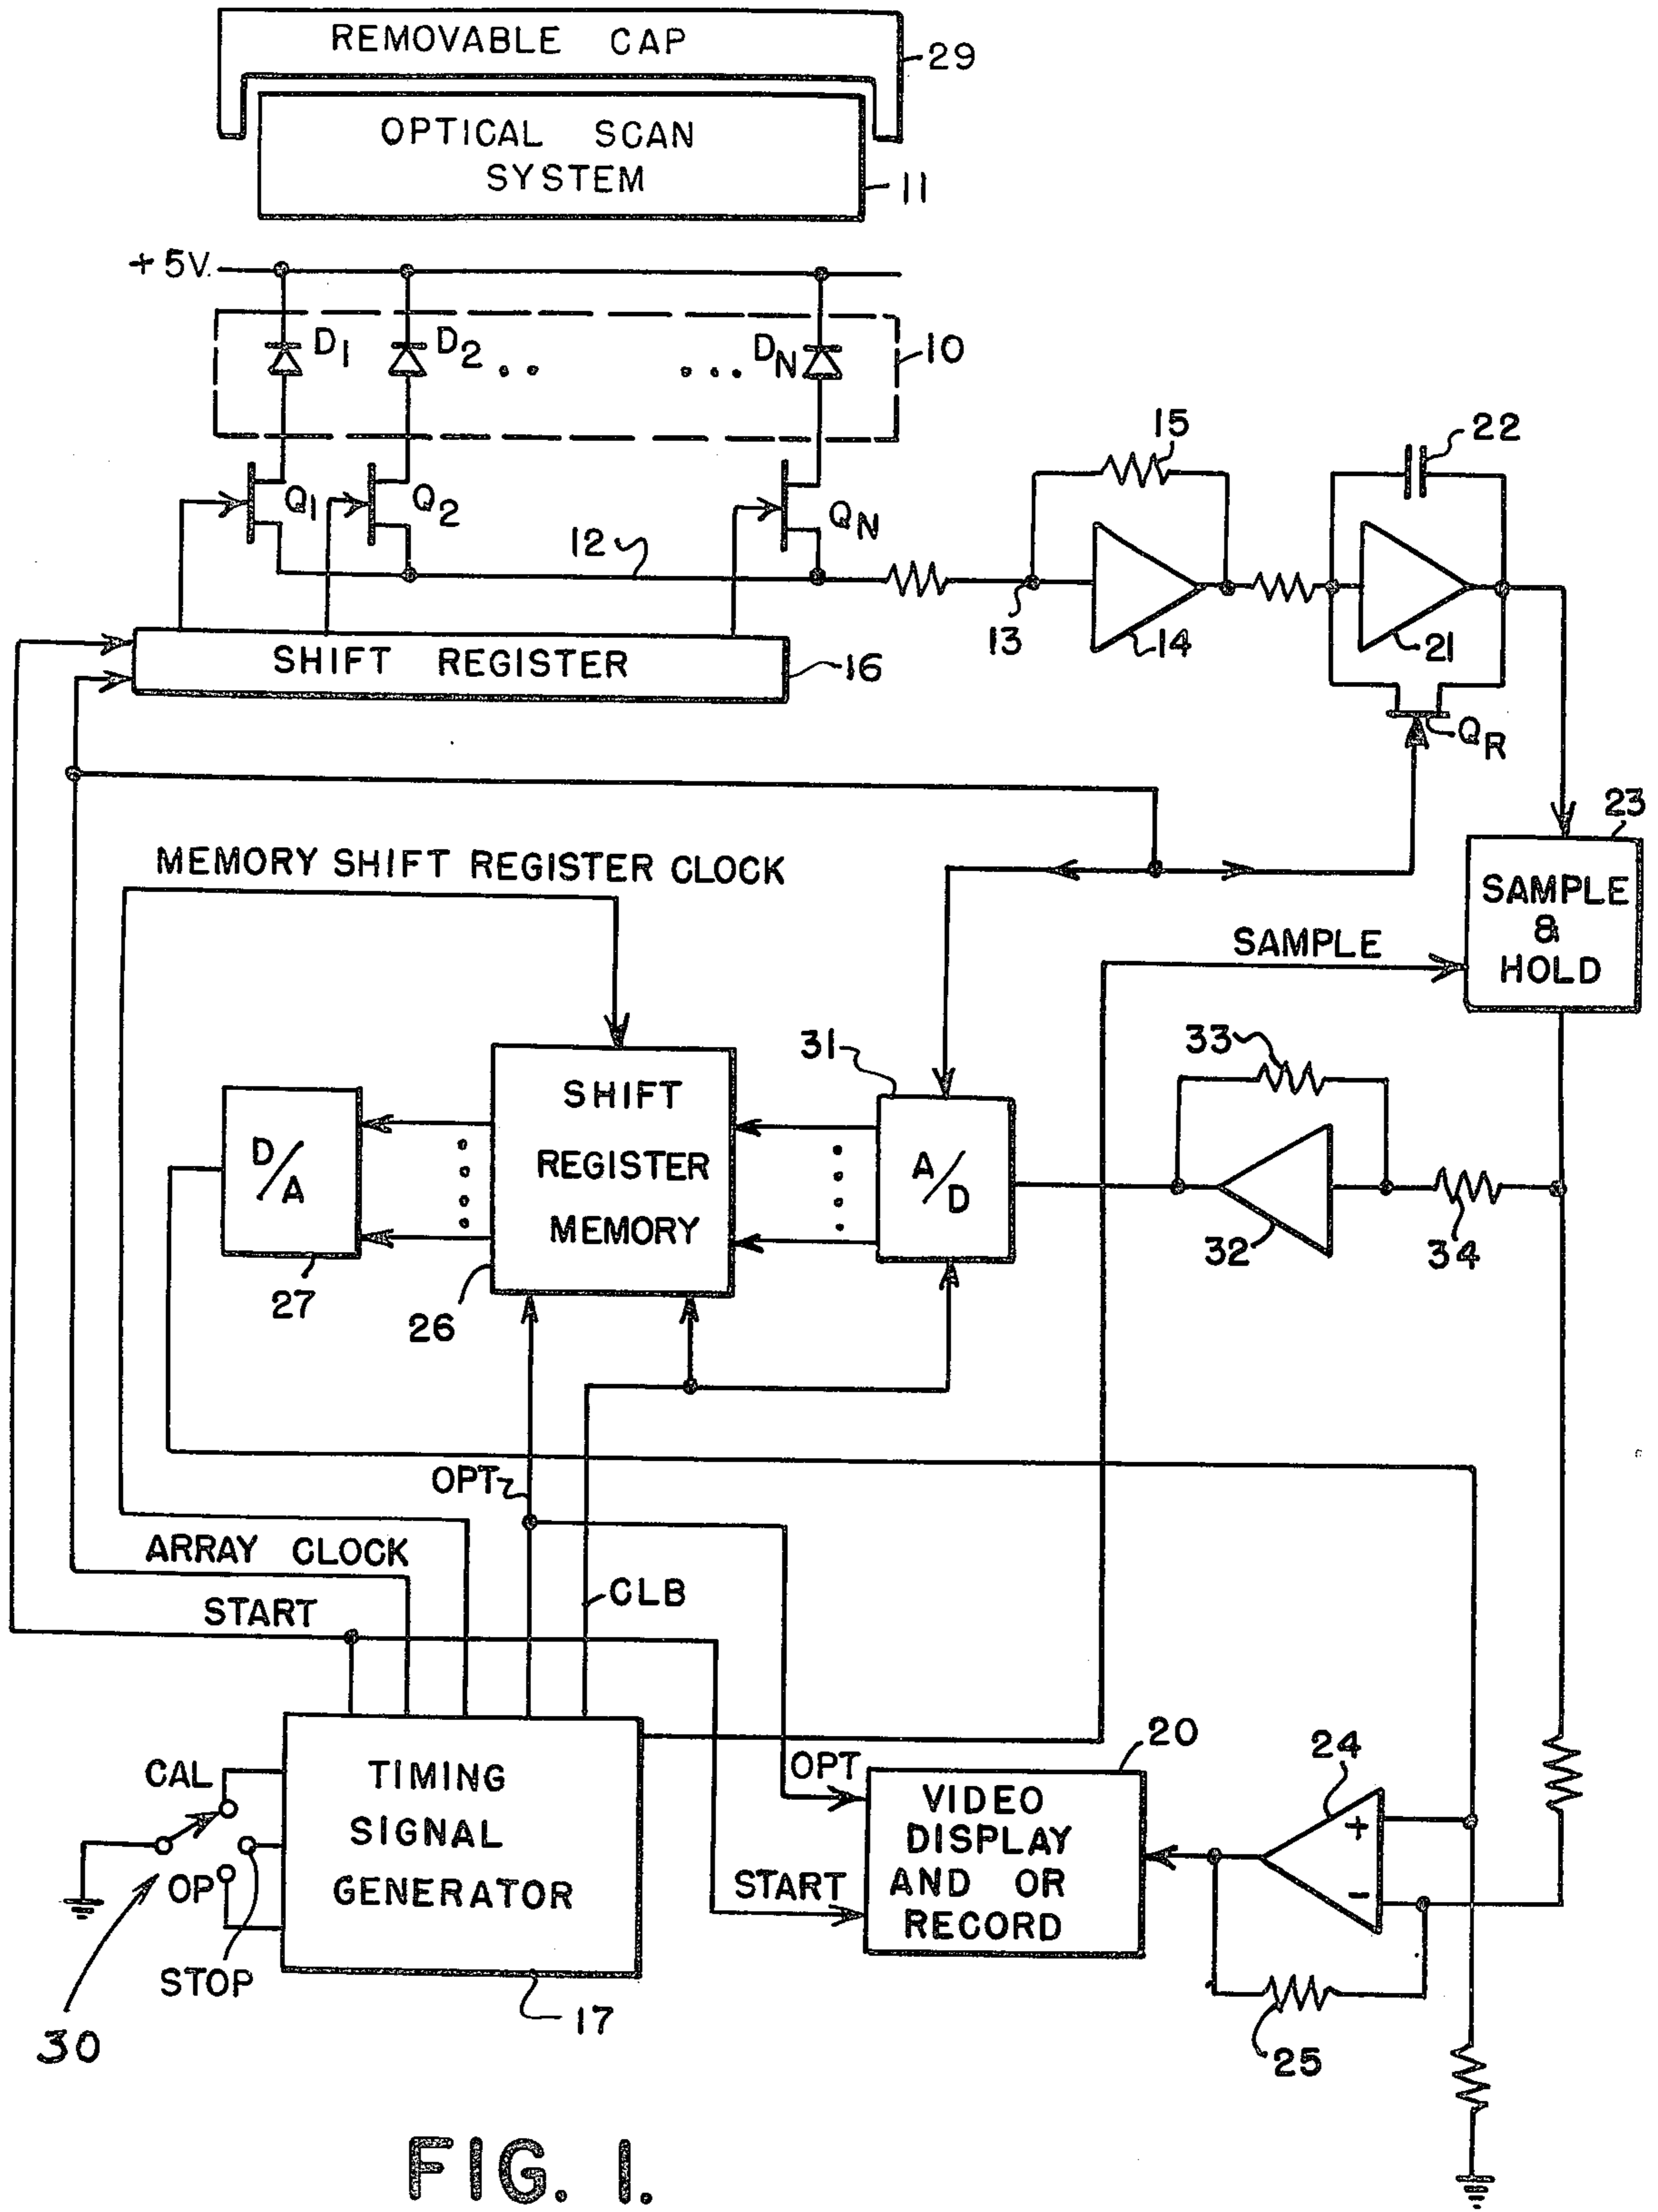 REMOVABLE CAP
29
OPTICAL SCAN
SYSTEM
11
+5V.
D1
D2
DN
10
Q1
Q2
QN
12
13
14
15
22
21
QR
SHIFT REGISTER
16
23
SAMPLE
&
HOLD
MEMORY SHIFT REGISTER CLOCK
SAMPLE
31
33
SHIFT
REGISTER
MEMORY
D/A
A/D
32
34
27
26
OPT
ARRAY CLOCK
CLB
START
CAL
OP
STOP
30
TIMING
SIGNAL
GENERATOR
17
OPT
START
20
VIDEO
DISPLAY
AND OR
RECORD
24
+
-
25
FIG. 1.